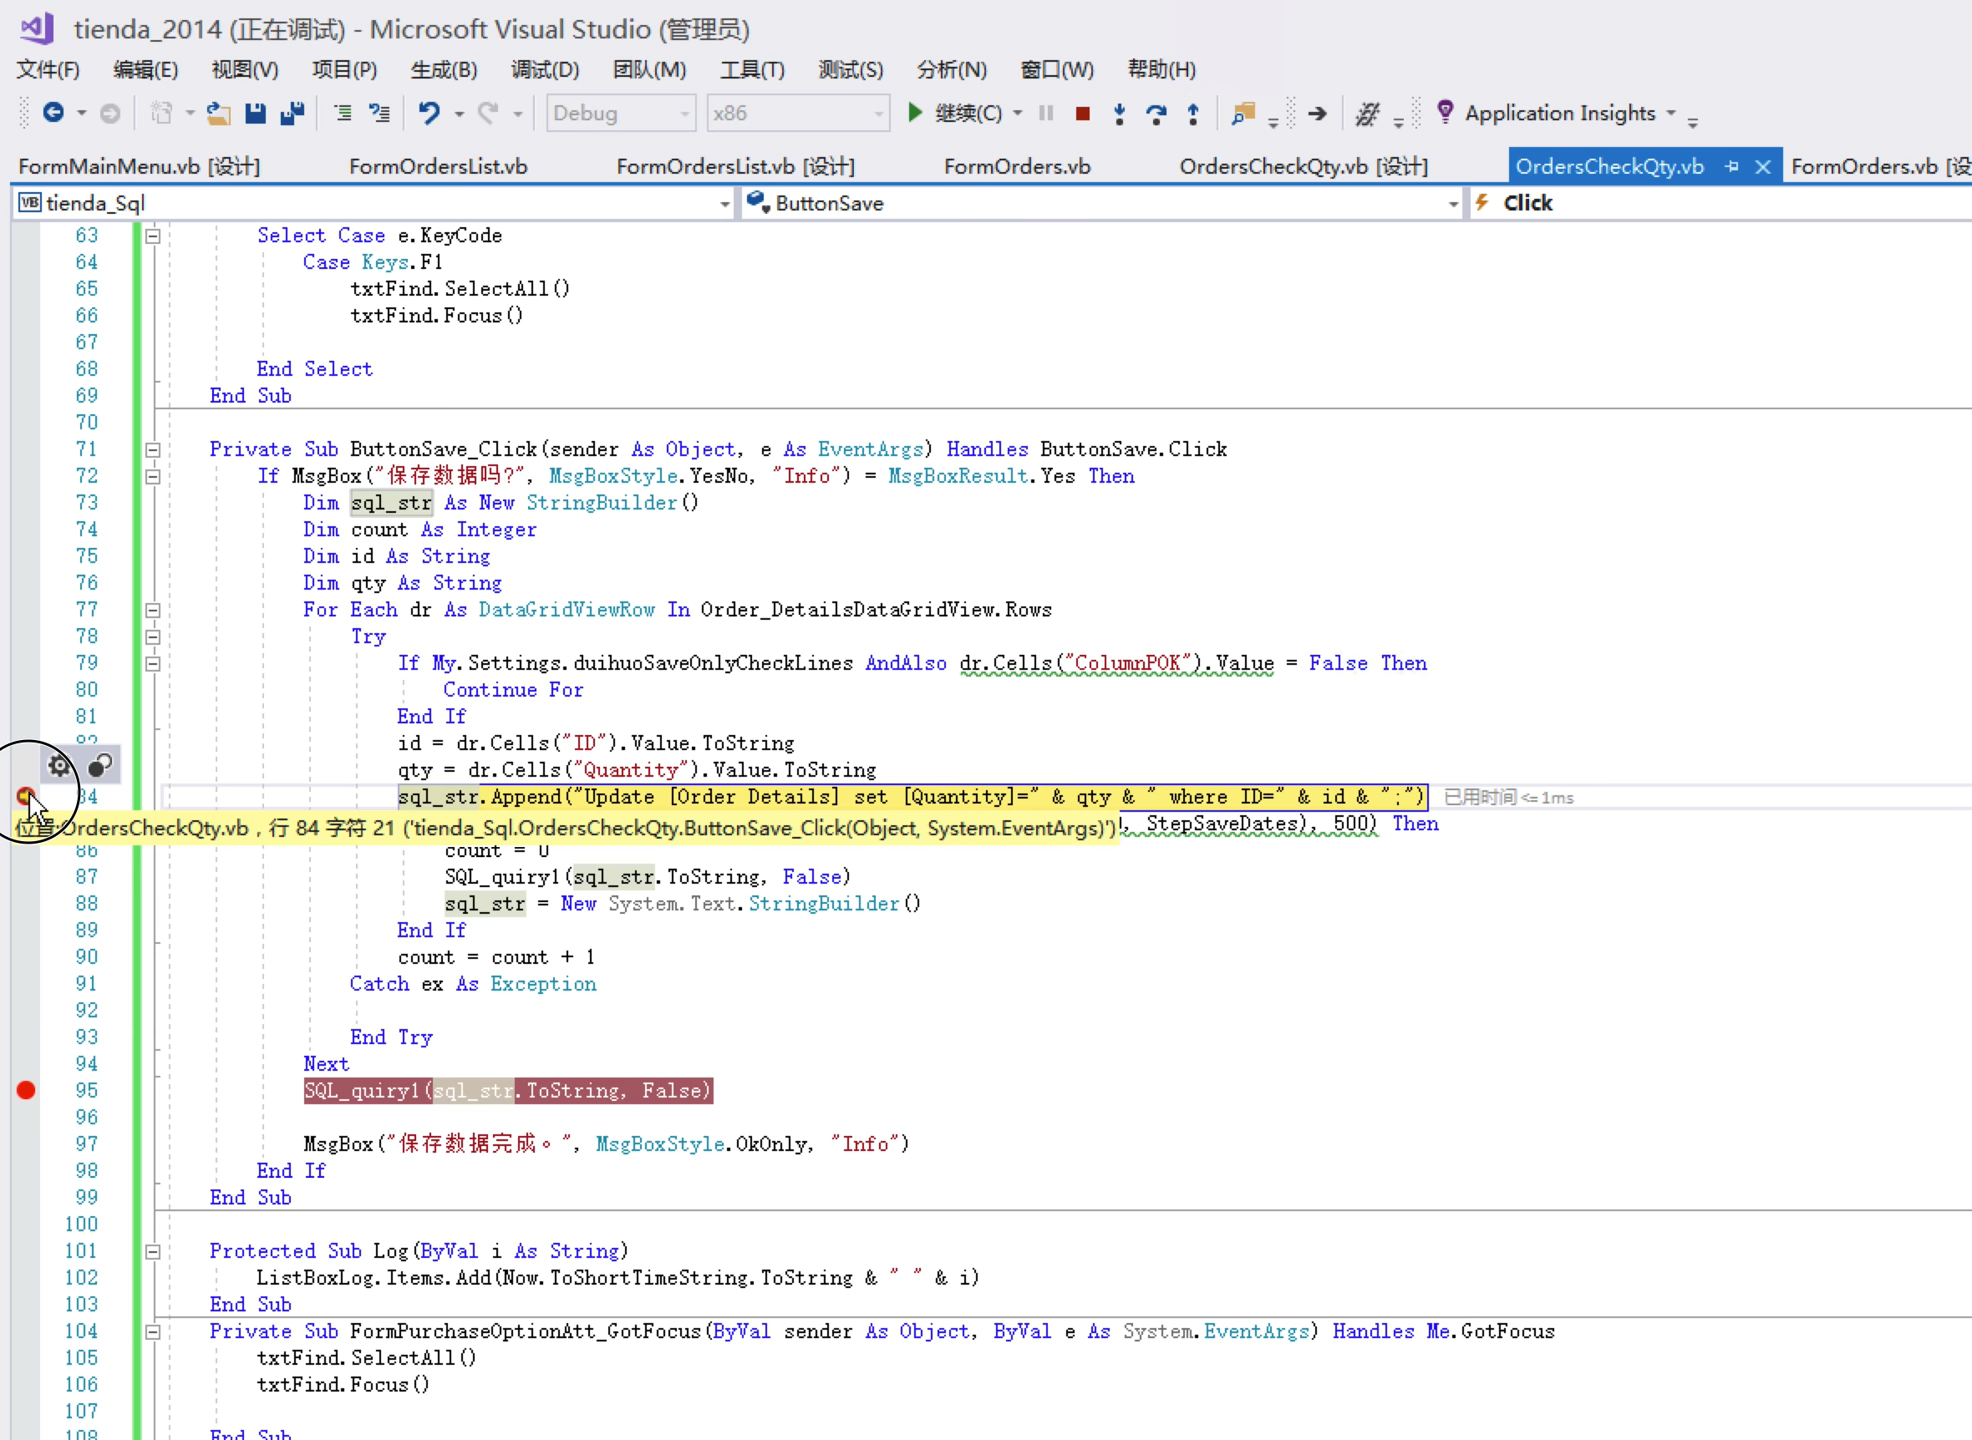 tienda_2014 (正在调试) - Microsoft Visual Studio (管理员)
文件(F) 编辑(E) 视图(V) 项目(P) 生成(B) 调试(D) 团队(M) 工具(T) 测试(S) 分析(N) 窗口(W) 帮助(H)
Debug x86 继续(C) Application Insights
FormMainMenu.vb [设计] FormOrdersList.vb FormOrdersList.vb [设计] FormOrders.vb OrdersCheckQty.vb [设计] OrdersCheckQty.vb FormOrders.vb [设
VB tienda_Sql ButtonSave Click
63 Select Case e.KeyCode
64 Case Keys.F1
65 txtFind.SelectAll()
66 txtFind.Focus()
67
68 End Select
69 End Sub
70
71 Private Sub ButtonSave_Click(sender As Object, e As EventArgs) Handles ButtonSave.Click
72 If MsgBox("保存数据吗?", MsgBoxStyle.YesNo, "Info") = MsgBoxResult.Yes Then
73 Dim sql_str As New StringBuilder()
74 Dim count As Integer
75 Dim id As String
76 Dim qty As String
77 For Each dr As DataGridViewRow In Order_DetailsDataGridView.Rows
78 Try
79 If My.Settings.duihuoSaveOnlyCheckLines AndAlso dr.Cells("ColumnPOK").Value = False Then
80 Continue For
81 End If
id = dr.Cells("ID").Value.ToString
qty = dr.Cells("Quantity").Value.ToString
84 sql_str.Append("Update [Order Details] set [Quantity]=" & qty & " where ID=" & id & ";") 已用时间 <= 1ms
位置:OrdersCheckQty.vb，行 84 字符 21 ('tienda_Sql.OrdersCheckQty.ButtonSave_Click(Object, System.EventArgs)') , StepSaveDates), 500) Then
86 count = 0
87 SQL_quiry1(sql_str.ToString, False)
88 sql_str = New System.Text.StringBuilder()
89 End If
90 count = count + 1
91 Catch ex As Exception
92
93 End Try
94 Next
95 SQL_quiry1(sql_str.ToString, False)
96
97 MsgBox("保存数据完成。", MsgBoxStyle.OkOnly, "Info")
98 End If
99 End Sub
100
101 Protected Sub Log(ByVal i As String)
102 ListBoxLog.Items.Add(Now.ToShortTimeString.ToString & " " & i)
103 End Sub
104 Private Sub FormPurchaseOptionAtt_GotFocus(ByVal sender As Object, ByVal e As System.EventArgs) Handles Me.GotFocus
105 txtFind.SelectAll()
106 txtFind.Focus()
107
108 End Sub